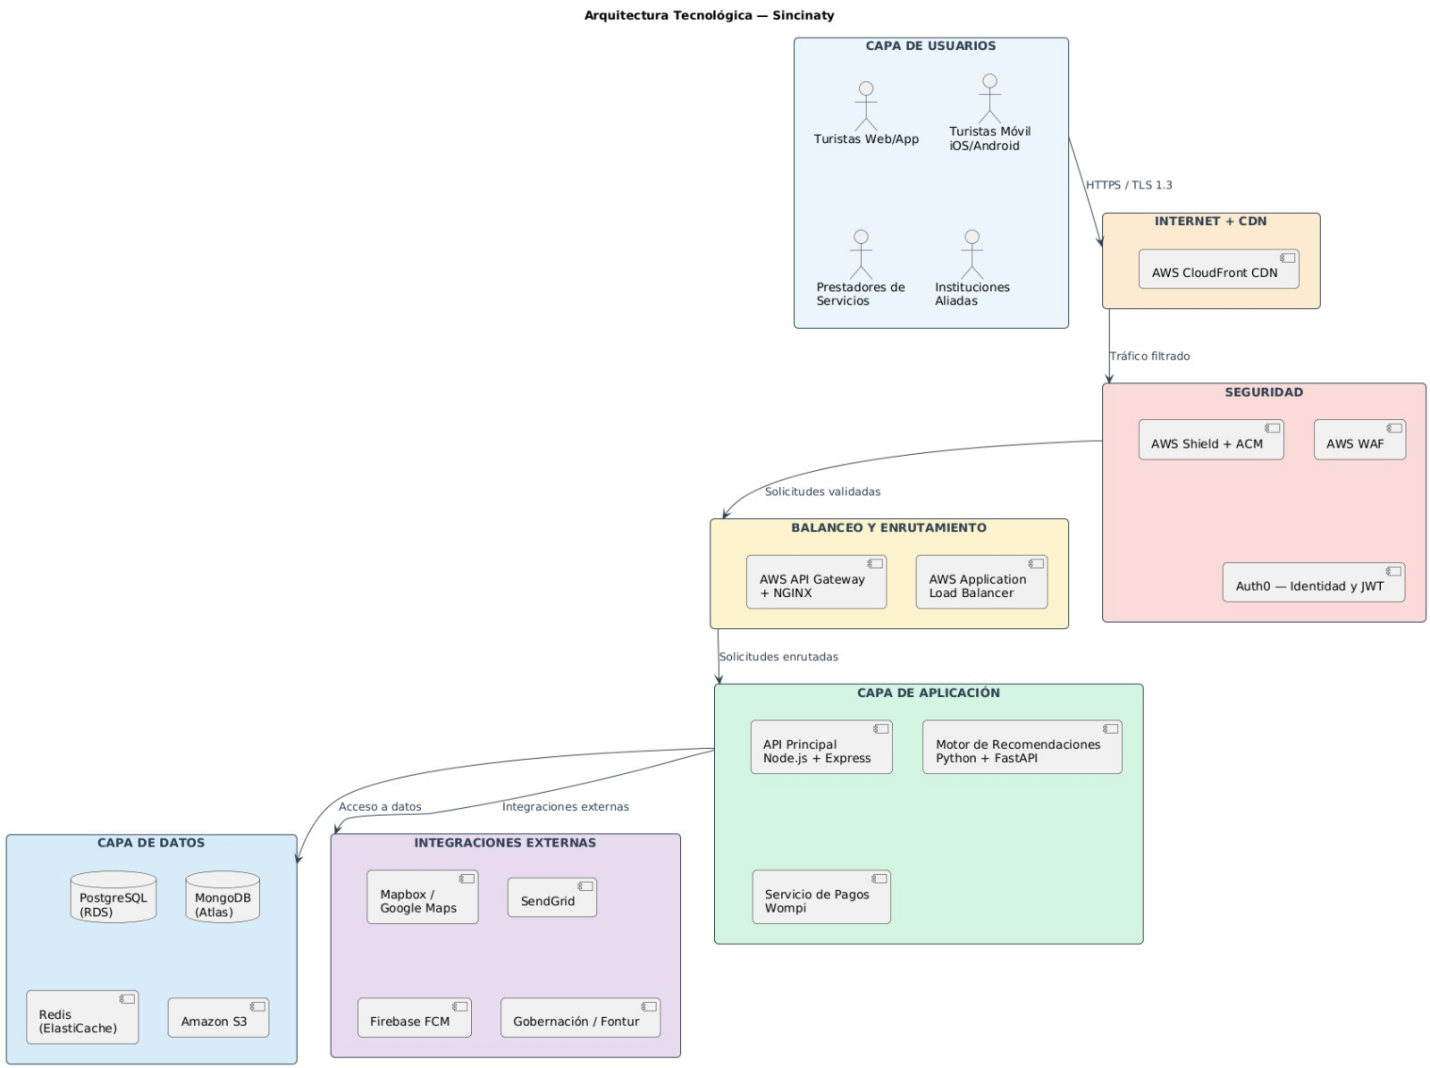 Arquitectura Tecnológica — Sincinaty
CAPA DE USUARIOS
Turistas Web/App
Turistas Móvil
iOS/Android
Prestadores de
Servicios
Instituciones
Aliadas
HTTPS / TLS 1.3
INTERNET + CDN
AWS CloudFront CDN
Tráfico filtrado
SEGURIDAD
AWS Shield + ACM
AWS WAF
Auth0 — Identidad y JWT
Solicitudes validadas
BALANCEO Y ENRUTAMIENTO
AWS API Gateway
+ NGINX
AWS Application
Load Balancer
Solicitudes enrutadas
CAPA DE APLICACIÓN
API Principal
Node.js + Express
Motor de Recomendaciones
Python + FastAPI
Servicio de Pagos
Wompi
Acceso a datos
Integraciones externas
CAPA DE DATOS
PostgreSQL
(RDS)
MongoDB
(Atlas)
Redis
(ElastiCache)
Amazon S3
INTEGRACIONES EXTERNAS
Mapbox /
Google Maps
SendGrid
Firebase FCM
Gobernación / Fontur